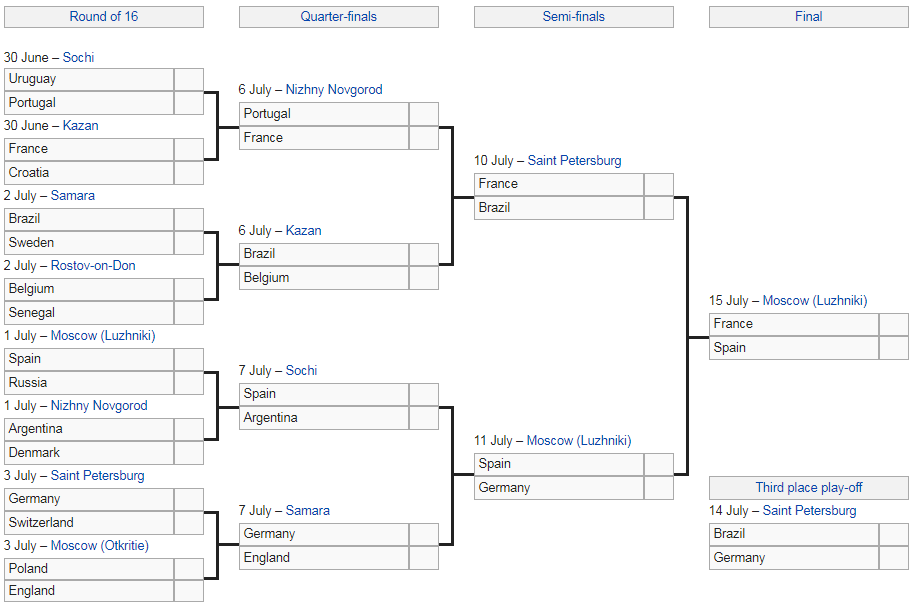 Round of 16
Quarter-finals
Semi-finals
Final
30 June – Sochi
Uruguay
Portugal
30 June – Kazan
France
Croatia
2 July – Samara
Brazil
Sweden
2 July – Rostov-on-Don
Belgium
Senegal
1 July – Moscow (Luzhniki)
Spain
Russia
1 July – Nizhny Novgorod
Argentina
Denmark
3 July – Saint Petersburg
Germany
Switzerland
3 July – Moscow (Otkritie)
Poland
England
6 July – Nizhny Novgorod
Portugal
France
6 July – Kazan
Brazil
Belgium
7 July – Sochi
Spain
Argentina
7 July – Samara
Germany
England
10 July – Saint Petersburg
France
Brazil
11 July – Moscow (Luzhniki)
Spain
Germany
15 July – Moscow (Luzhniki)
France
Spain
Third place play-off
14 July – Saint Petersburg
Brazil
Germany